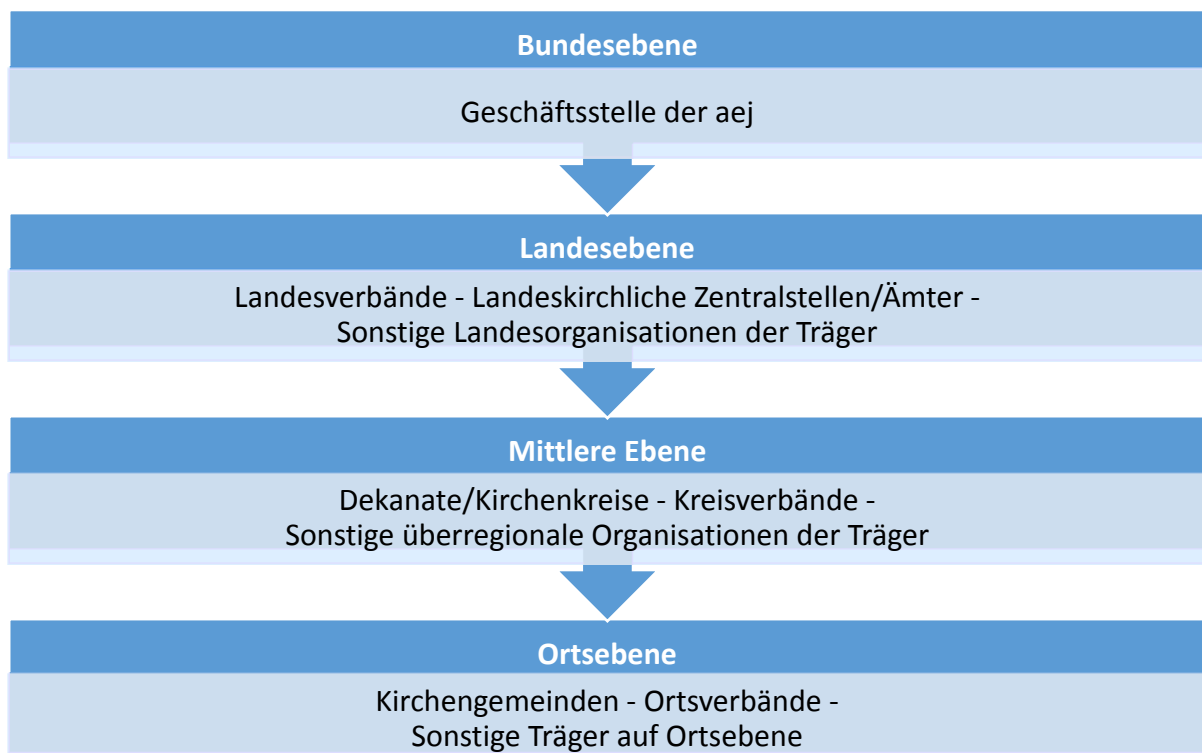 Bundesebene
Geschäftsstelle der aej
Landesebene
Landesverbände - Landeskirchliche Zentralstellen/Ämter -
Sonstige Landesorganisationen der Träger
Mittlere Ebene
Dekanate/Kirchenkreise - Kreisverbände -
Sonstige überregionale Organisationen der Träger
Ortsebene
Kirchengemeinden - Ortsverbände -
Sonstige Träger auf Ortsebene